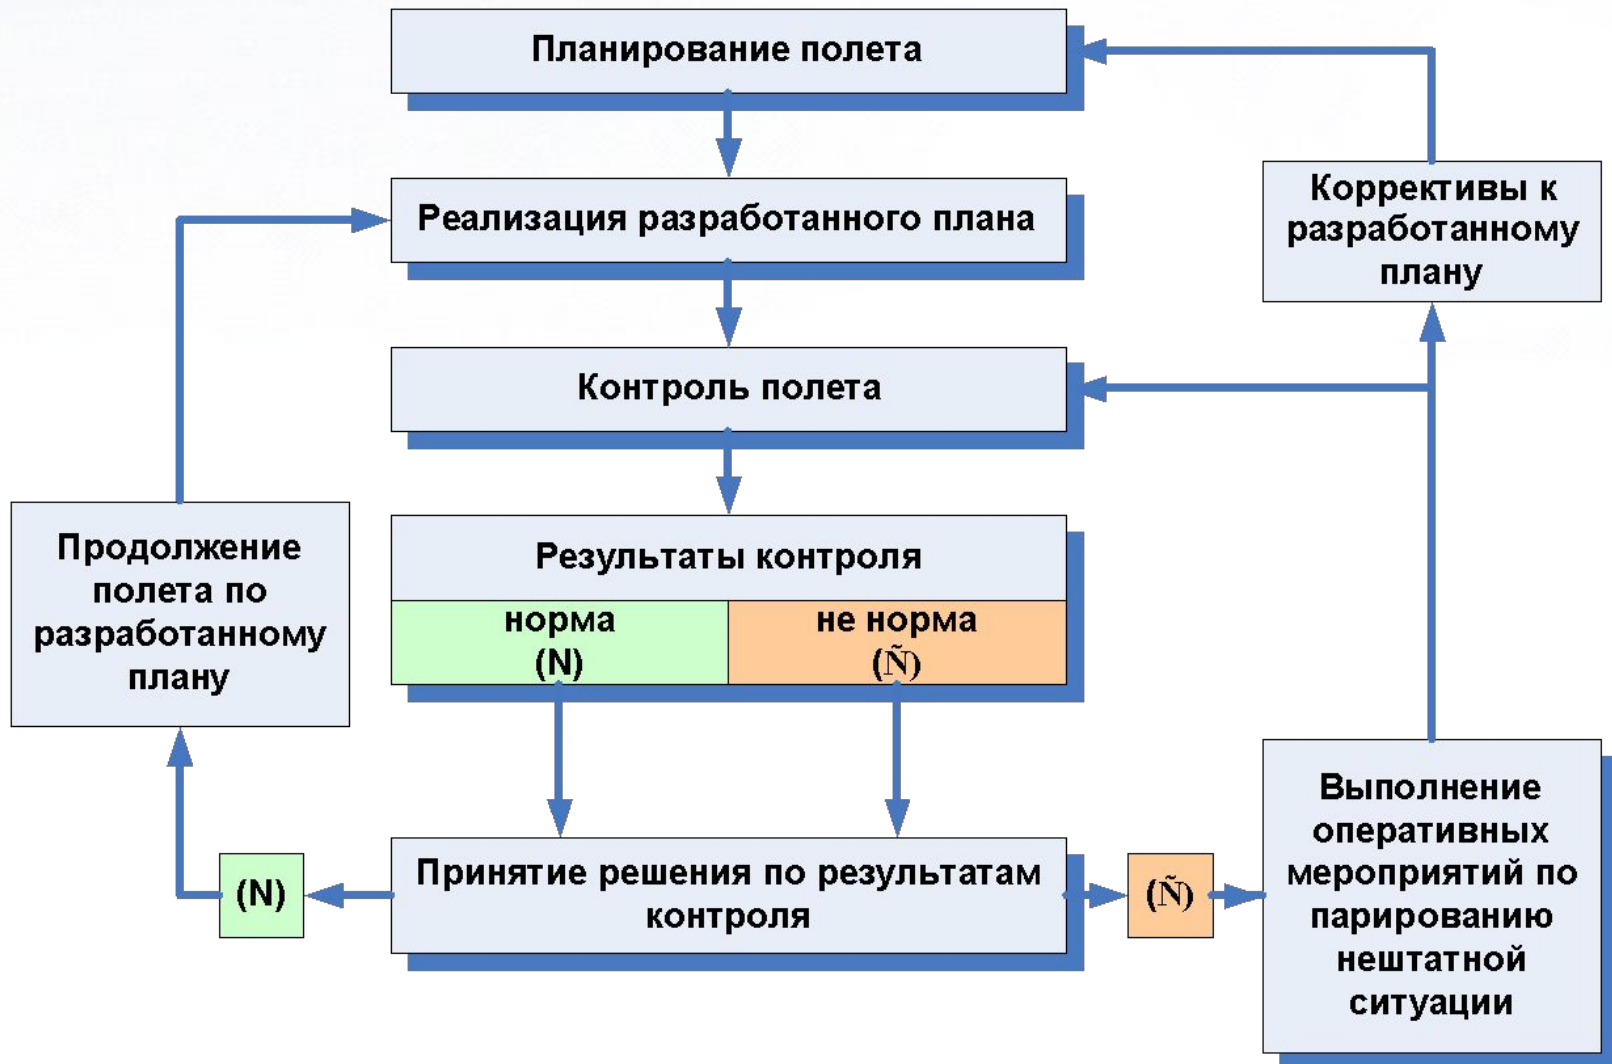 Планирование полета
Реализация разработанного плана
Коррективы к
разработанному
плану
Контроль полета
Продолжение
полета по
разработанному
плану
Результаты контроля
норма
(N)
не норма
(Ñ)
Принятие решения по результатам
контроля
(N)
(Ñ)
Выполнение
оперативных
мероприятий по
парированию
нештатной
ситуации